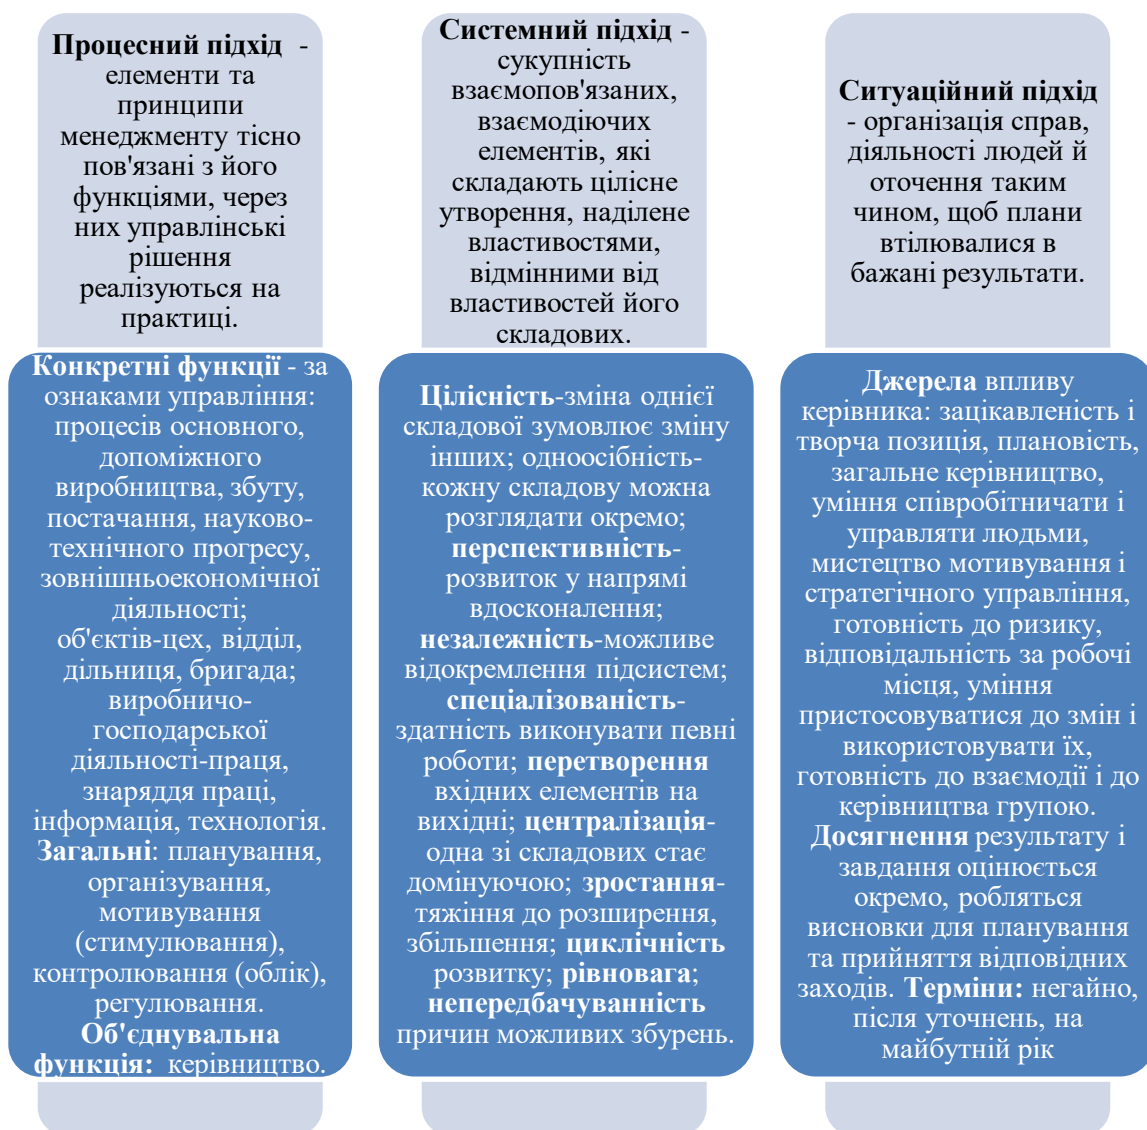 Процесний підхід -
елементи та
принципи
менеджменту тісно
пов'язані з його
функціями, через
них управлінські
рішення
реалізуються на
практиці.
Конкретні функції - за
ознаками управління:
процесів основного,
допоміжного
виробництва, збуту,
постачання, науково-
технічного прогресу,
зовнішньоекономічної
діяльності;
об'єктів-цех, відділ,
дільниця, бригада;
виробничо-
господарської
діяльності-праця,
знаряддя праці,
інформація, технологія.
Загальні: планування,
організування,
мотивування
(стимулювання),
контролювання (облік),
регулювання.
Об'єднувальна
функція: керівництво.
Системний підхід -
сукупність
взаємопов'язаних,
взаємодіючих
елементів, які
складають цілісне
утворення, наділене
властивостями,
відмінними від
властивостей його
складових.
Цілісність-зміна однієї
складової зумовлює зміну
інших; одноосібність-
кожну складову можна
розглядати окремо;
перспективність-
розвиток у напрямі
вдосконалення;
незалежність-можливе
відокремлення підсистем;
спеціалізованість-
здатність виконувати певні
роботи; перетворення
вхідних елементів на
вихідні; централізація-
одна зі складових стає
домінуючою; зростання-
тяжіння до розширення,
збільшення; циклічність
розвитку; рівновага;
непередбачуванність
причин можливих збурень.
Ситуаційний підхід
- організація справ,
діяльності людей й
оточення таким
чином, щоб плани
втілювалися в
бажані результати.
Джерела впливу
керівника: зацікавленість і
творча позиція, плановість,
загальне керівництво,
уміння співробітничати і
управляти людьми,
мистецтво мотивування і
стратегічного управління,
готовність до ризику,
відповідальність за робочі
місця, уміння
пристосовуватися до змін і
використовувати їх,
готовність до взаємодії і до
керівництва групою.
Досягнення результату і
завдання оцінюється
окремо, робляться
висновки для планування
та прийняття відповідних
заходів. Терміни: негайно,
після уточнень, на
майбутній рік